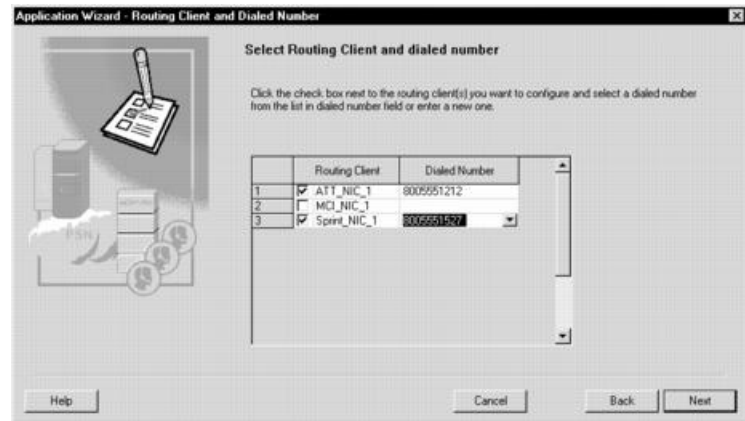 Application Wizard - Routing Client and Dialed Number
Select Routing Client and dialed number
Click the check box next to the routing client(s) you want to configure and select a dialed number
from the list in dialed number field or enter a new one.
Routing Client Dialed Number
1 ATT_NIC_1 8005551212
2 MCI_NIC_1
3 Sprint_NIC_1 8005551527
PSN
Help Cancel Back Next